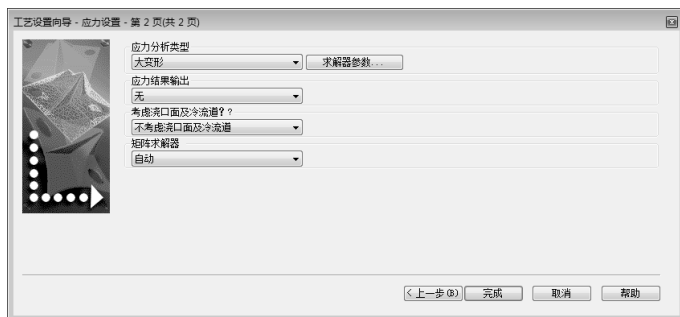 工艺设置向导 - 应力设置 - 第 2 页(共 2 页)
应力分析类型
大变形
求解器参数...
应力结果输出
无
考虑浇口面及冷流道? ?
不考虑浇口面及冷流道
矩阵求解器
自动
< 上一步(B)
完成
取消
帮助